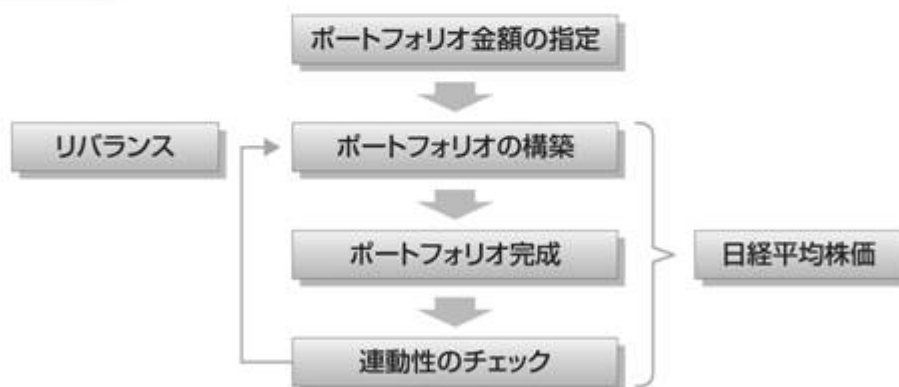 ポートフォリオ金額の指定
リバランス
ポートフォリオの構築
ポートフォリオ完成
日経平均株価
連動性のチェック